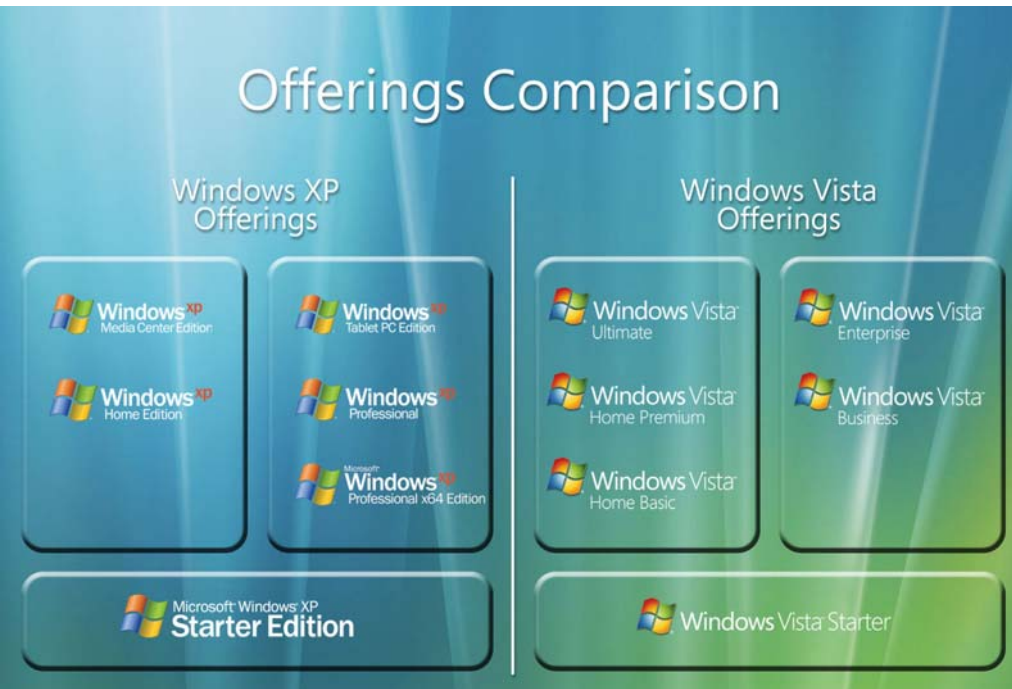 Offerings Comparison
Windows XP
Offerings
Windows xp
Media Center Edition
Windows xp
Home Edition
Windows xp
Tablet PC Edition
Windows xp
Professional
Microsoft
Windows xp
Professional x64 Edition
Microsoft Windows XP
Starter Edition
Windows Vista
Offerings
Windows Vista
Ultimate
Windows Vista
Home Premium
Windows Vista
Home Basic
Windows Vista
Enterprise
Windows Vista
Business
Windows Vista Starter